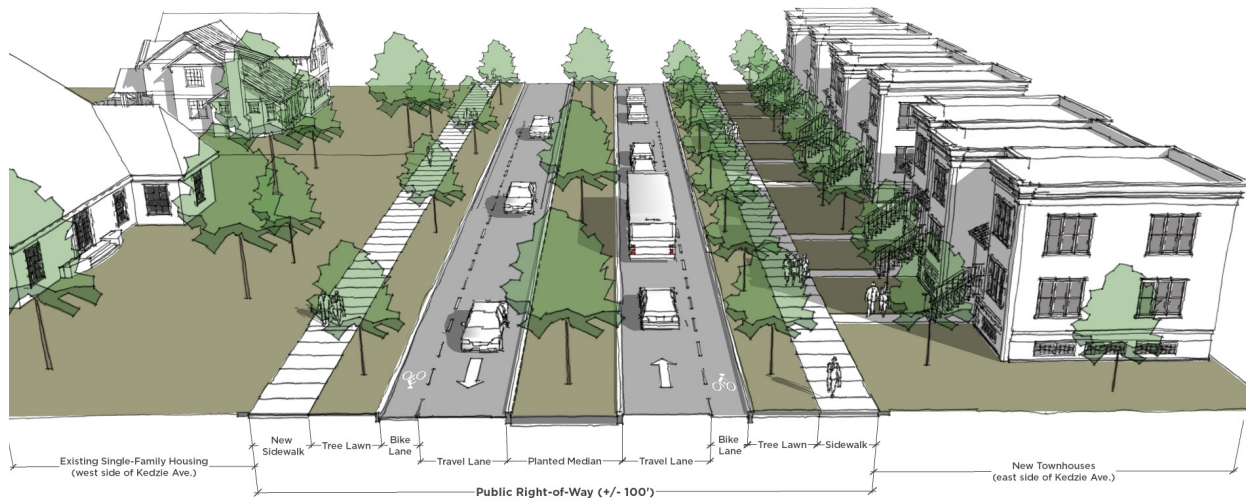 New
Sidewalk
Tree Lawn
Bike
Lane
Travel Lane
Planted Median
Travel Lane
Bike
Lane
Tree Lawn
Sidewalk
Existing Single-Family Housing
(west side of Kedzie Ave.)
New Townhouses
(east side of Kedzie Ave.)
Public Right-of-Way (+/- 100')